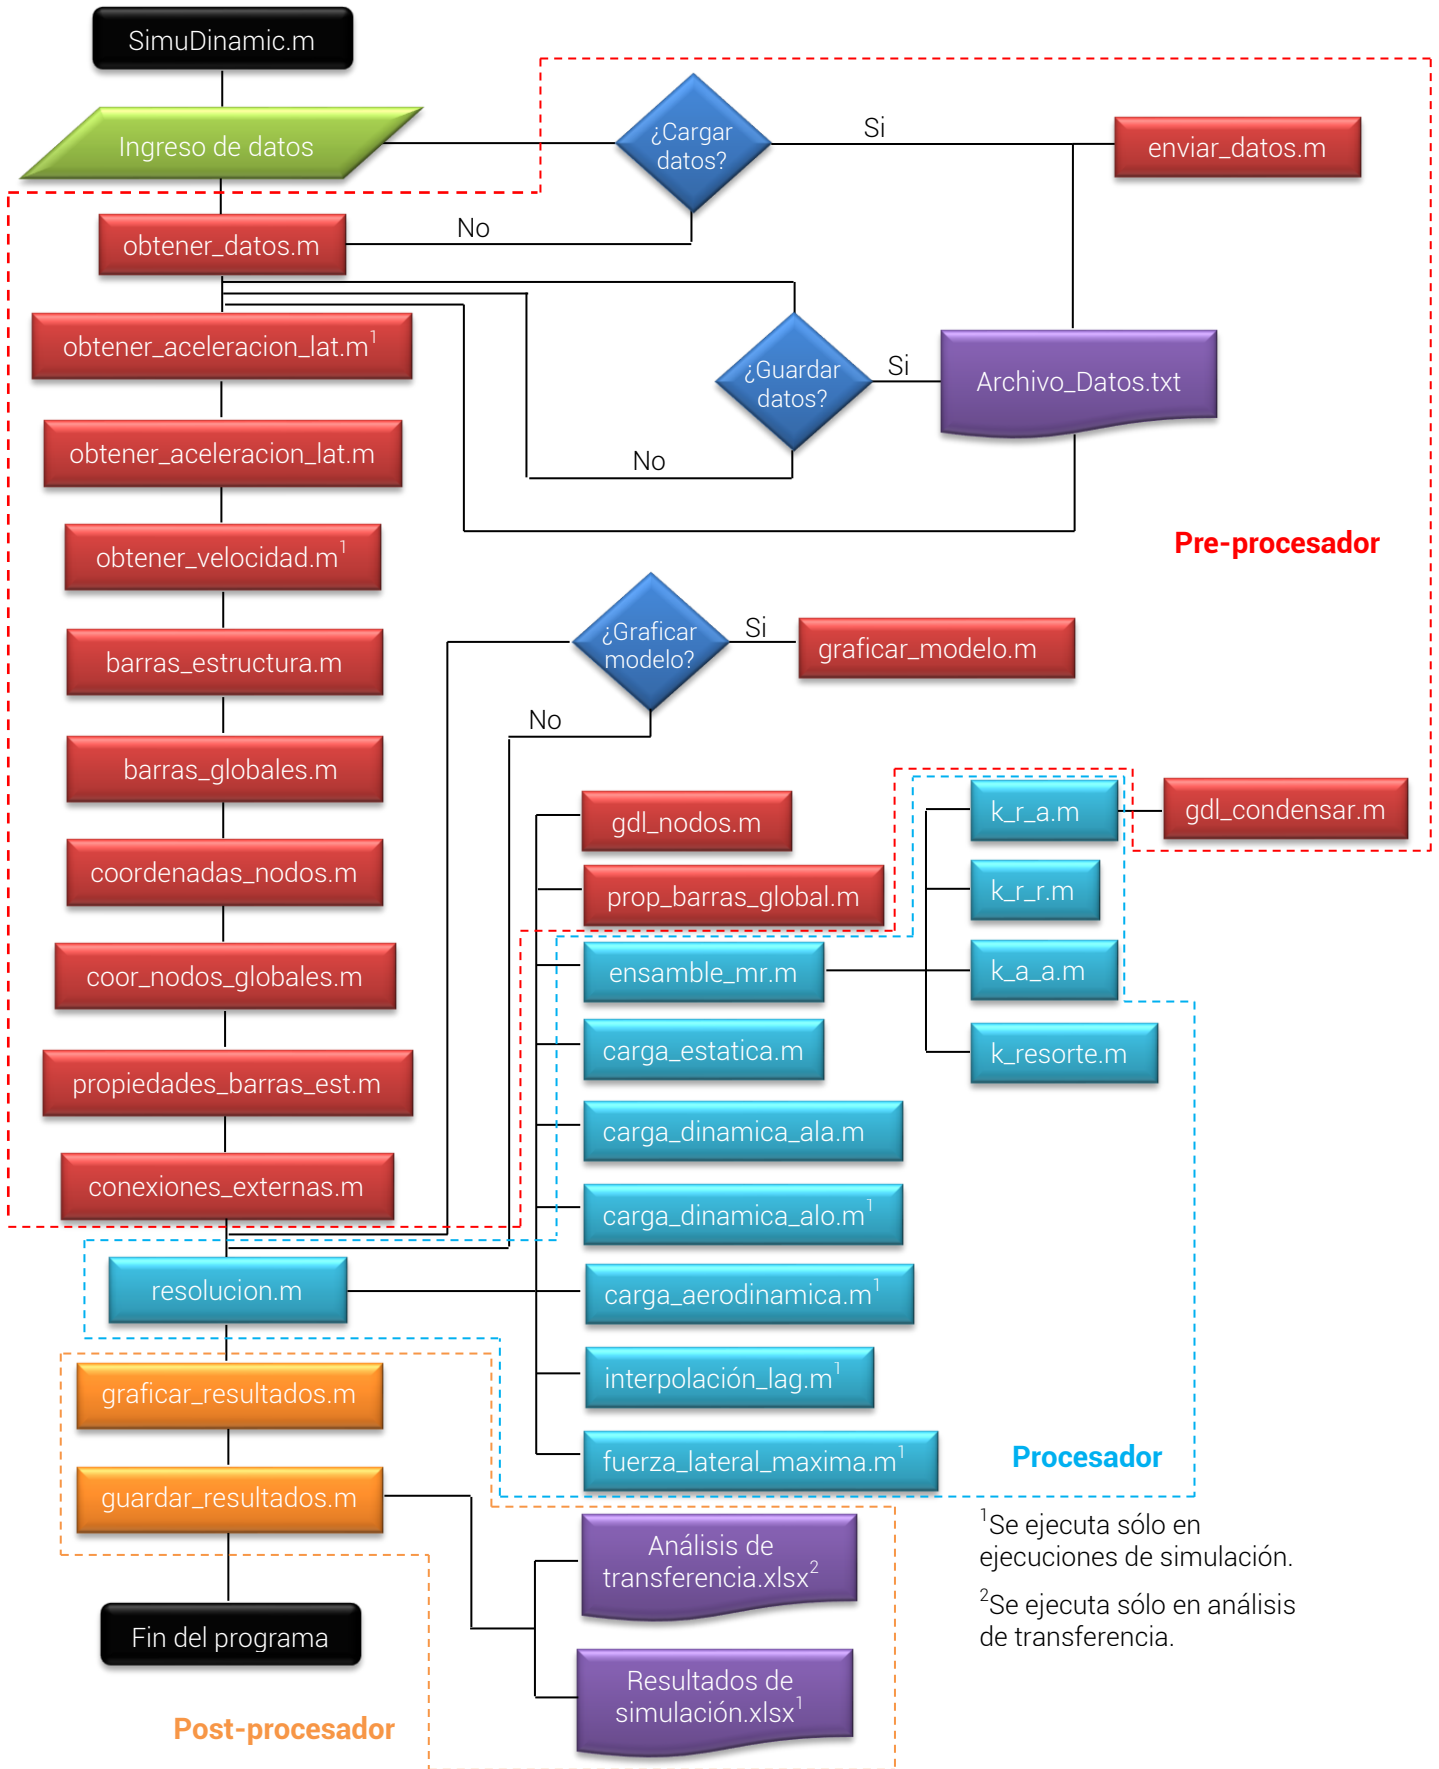 SimuDinamic.m
Ingreso de datos
¿Cargar
datos?
Si
enviar_datos.m
No
obtener_datos.m
obtener_aceleracion_lat.m¹
¿Guardar
datos?
Si
Archivo_Datos.txt
No
obtener_aceleracion_lat.m
Pre-procesador
obtener_velocidad.m¹
barras_estructura.m
¿Graficar
modelo?
Si
graficar_modelo.m
No
barras_globales.m
coordenadas_nodos.m
coor_nodos_globales.m
propiedades_barras_est.m
conexiones_externas.m
gdl_nodos.m
prop_barras_global.m
ensamble_mr.m
k_r_a.m
gdl_condensar.m
k_r_r.m
k_a_a.m
k_resorte.m
carga_estatica.m
carga_dinamica_ala.m
carga_dinamica_alo.m¹
resolucion.m
carga_aerodinamica.m¹
interpolación_lag.m¹
fuerza_lateral_maxima.m¹
Procesador
graficar_resultados.m
guardar_resultados.m
Análisis de
transferencia.xlsx²
Resultados de
simulación.xlsx¹
¹Se ejecuta sólo en
ejecuciones de simulación.
²Se ejecuta sólo en análisis
de transferencia.
Fin del programa
Post-procesador